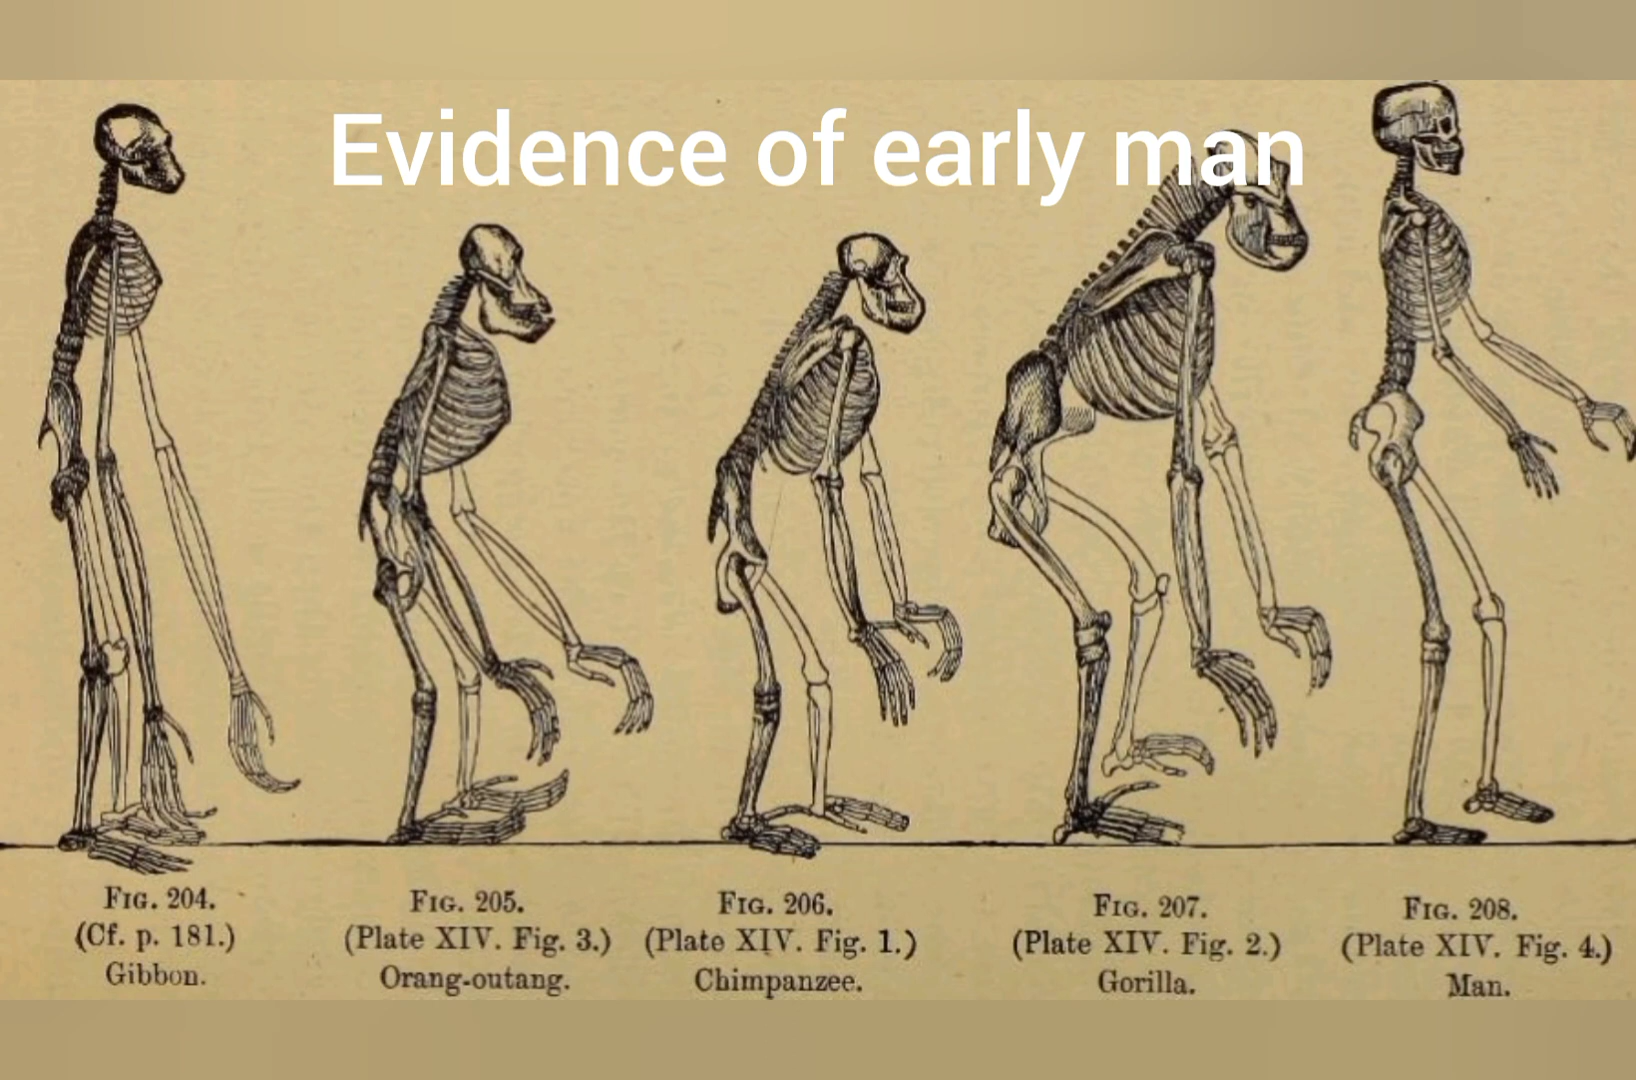 Evidence of early man
FIG. 204.
(Cf. p. 181.)
Gibbon.
FIG. 205.
(Plate XIV. Fig. 3.)
Orang-outang.
FIG. 206.
(Plate XIV. Fig. 1.)
Chimpanzee.
FIG. 207.
(Plate XIV. Fig. 2.)
Gorilla.
FIG. 208.
(Plate XIV. Fig. 4.)
Man.